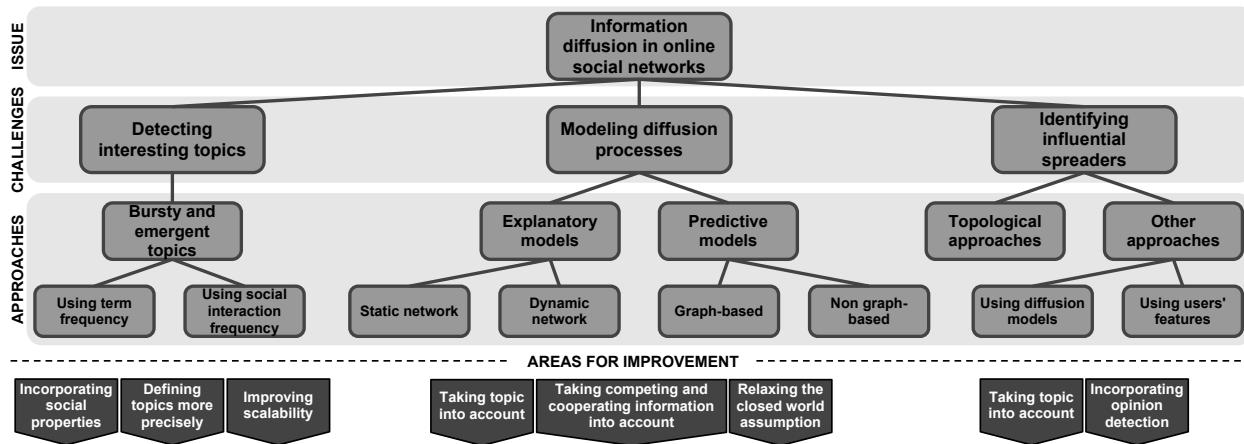 ISSUE
Information
diffusion in online
social networks
CHALLENGES
Detecting
interesting topics
Modeling diffusion
processes
Identifying
influential
spreaders
APPROACHES
Bursty and
emergent
topics
Explanatory
models
Predictive
models
Topological
approaches
Other
approaches
Using term
frequency
Using social
interaction
frequency
Static network
Dynamic
network
Graph-based
Non graph-
based
Using diffusion
models
Using users'
features
AREAS FOR IMPROVEMENT
Incorporating
social
properties
Defining
topics more
precisely
Improving
scalability
Taking topic
into account
Taking competing and
cooperating information
into account
Relaxing the
closed world
assumption
Taking topic
into account
Incorporating
opinion
detection